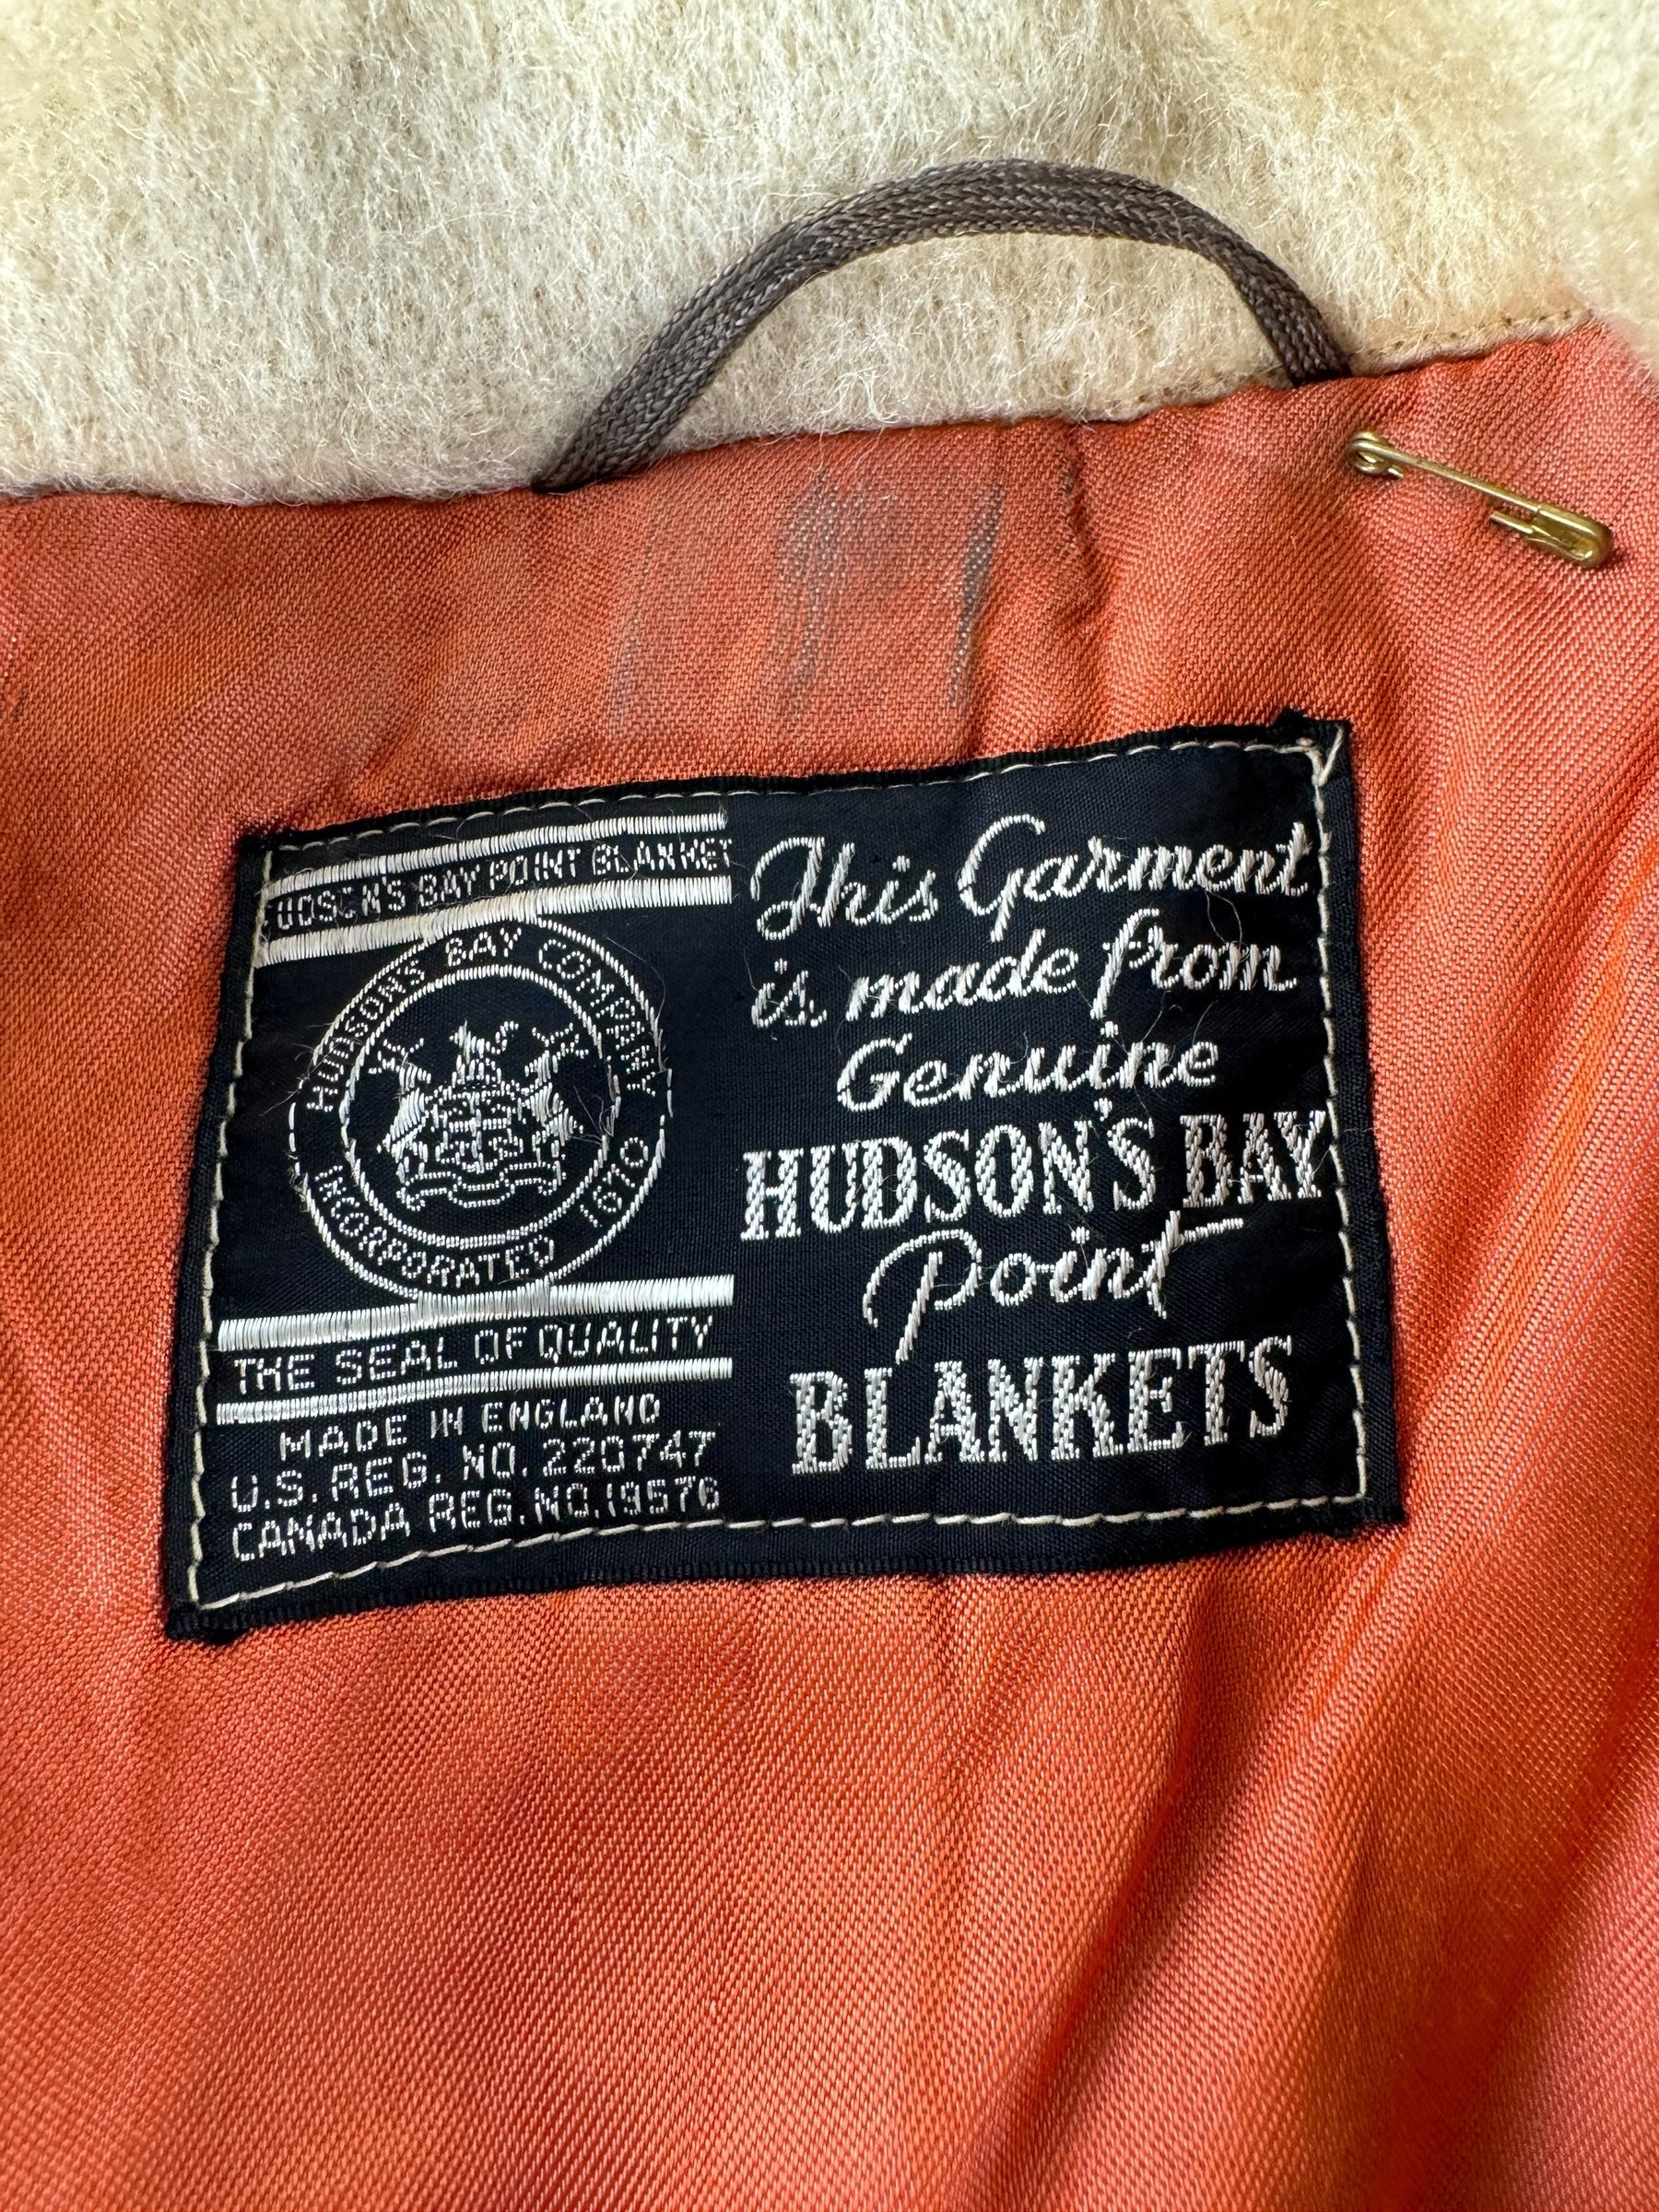 HUDSON'S BAY POINT BLANKET
HUDSON'S BAY COMPANY
INCORPORATED 1670
THE SEAL OF QUALITY
MADE IN ENGLAND
U.S. REG. NO. 220747
CANADA REG. NO. 19576
This Garment
is made from
Genuine
HUDSON'S BAY
Point
BLANKETS